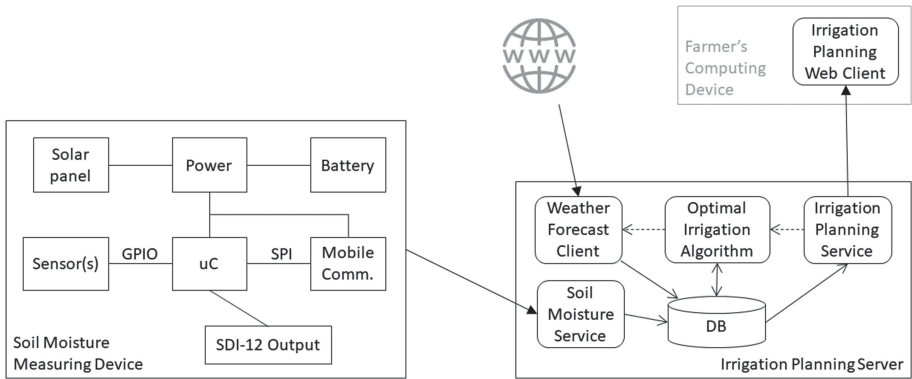 WWW
Farmer's
Computing
Device
Irrigation
Planning
Web Client
Solar
panel
Power
Battery
Sensor(s)
GPIO
uC
SPI
Mobile
Comm.
SDI-12 Output
Soil Moisture
Measuring Device
Weather
Forecast
Client
Optimal
Irrigation
Algorithm
Irrigation
Planning
Service
Soil
Moisture
Service
DB
Irrigation Planning Server